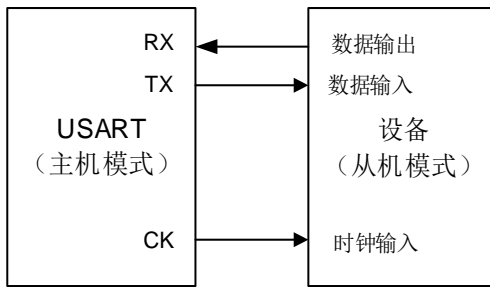 RX
TX
USART
（主机模式）
CK
数据输出
数据输入
设备
（从机模式）
时钟输入